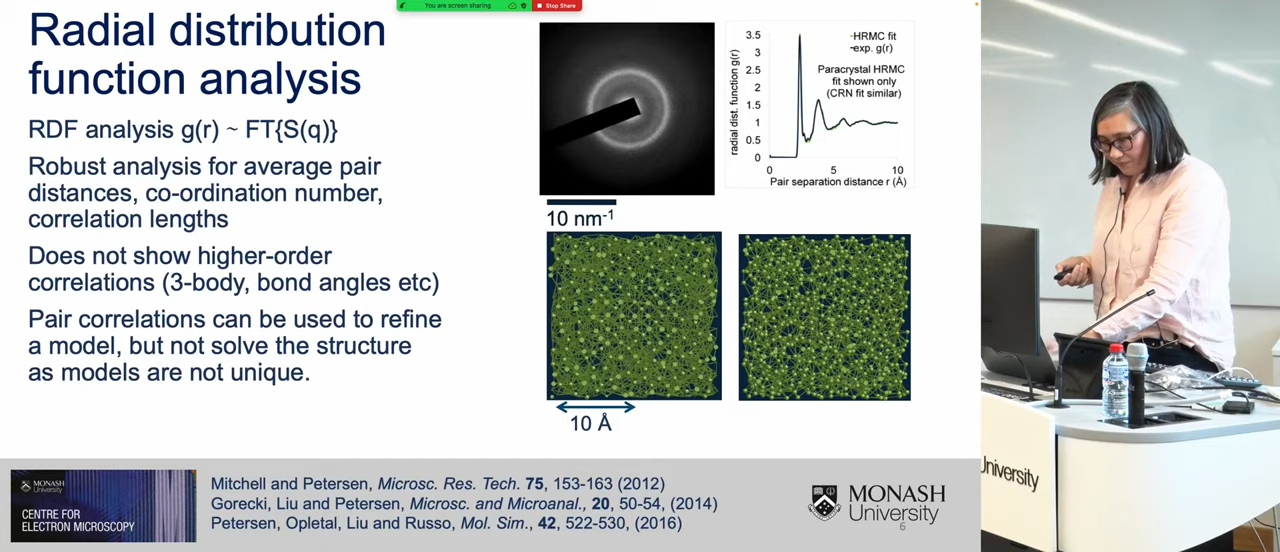 You are screen sharing
Stop Share
Radial distribution
function analysis
RDF analysis g(r) ~ FT{S(q)}
Robust analysis for average pair
distances, co-ordination number,
correlation lengths
Does not show higher-order
correlations (3-body, bond angles etc)
Pair correlations can be used to refine
a model, but not solve the structure
as models are not unique.
10 nm-1
radial dist. function g(r)
3.5
3
2.5
2
1.5
1
0.5
0
HRMC fit
exp. g(r)
Paracrystal HRMC
fit shown only
(CRN fit similar)
0 5 10
Pair separation distance r (Å)
10 Å
MONASH
University
CENTRE FOR
ELECTRON MICROSCOPY
Mitchell and Petersen, Microsc. Res. Tech. 75, 153-163 (2012)
Gorecki, Liu and Petersen, Microsc. and Microanal., 20, 50-54, (2014)
Petersen, Opletal, Liu and Russo, Mol. Sim., 42, 522-530, (2016)
MONASH
University
6
University